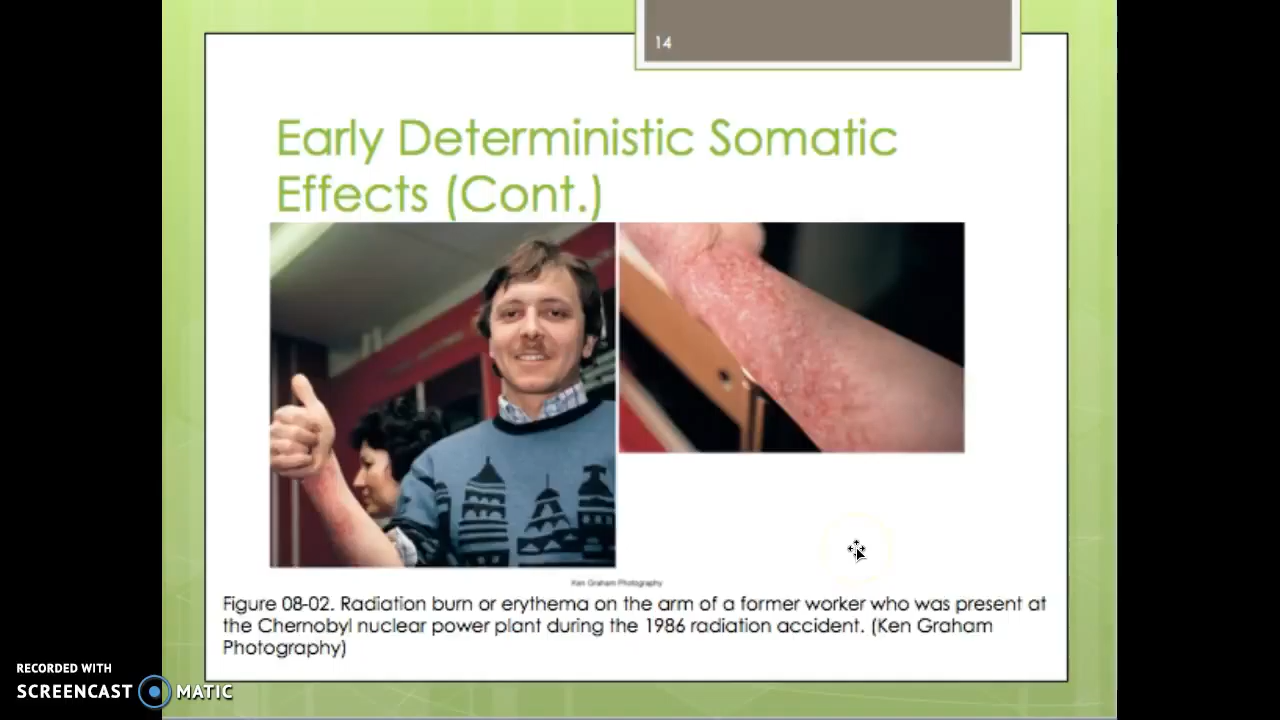 14
Early Deterministic Somatic
Effects (Cont.)
Ken Graham Photography
Figure 08-02. Radiation burn or erythema on the arm of a former worker who was present at
the Chernobyl nuclear power plant during the 1986 radiation accident. (Ken Graham
Photography)
RECORDED WITH
SCREENCAST MATIC